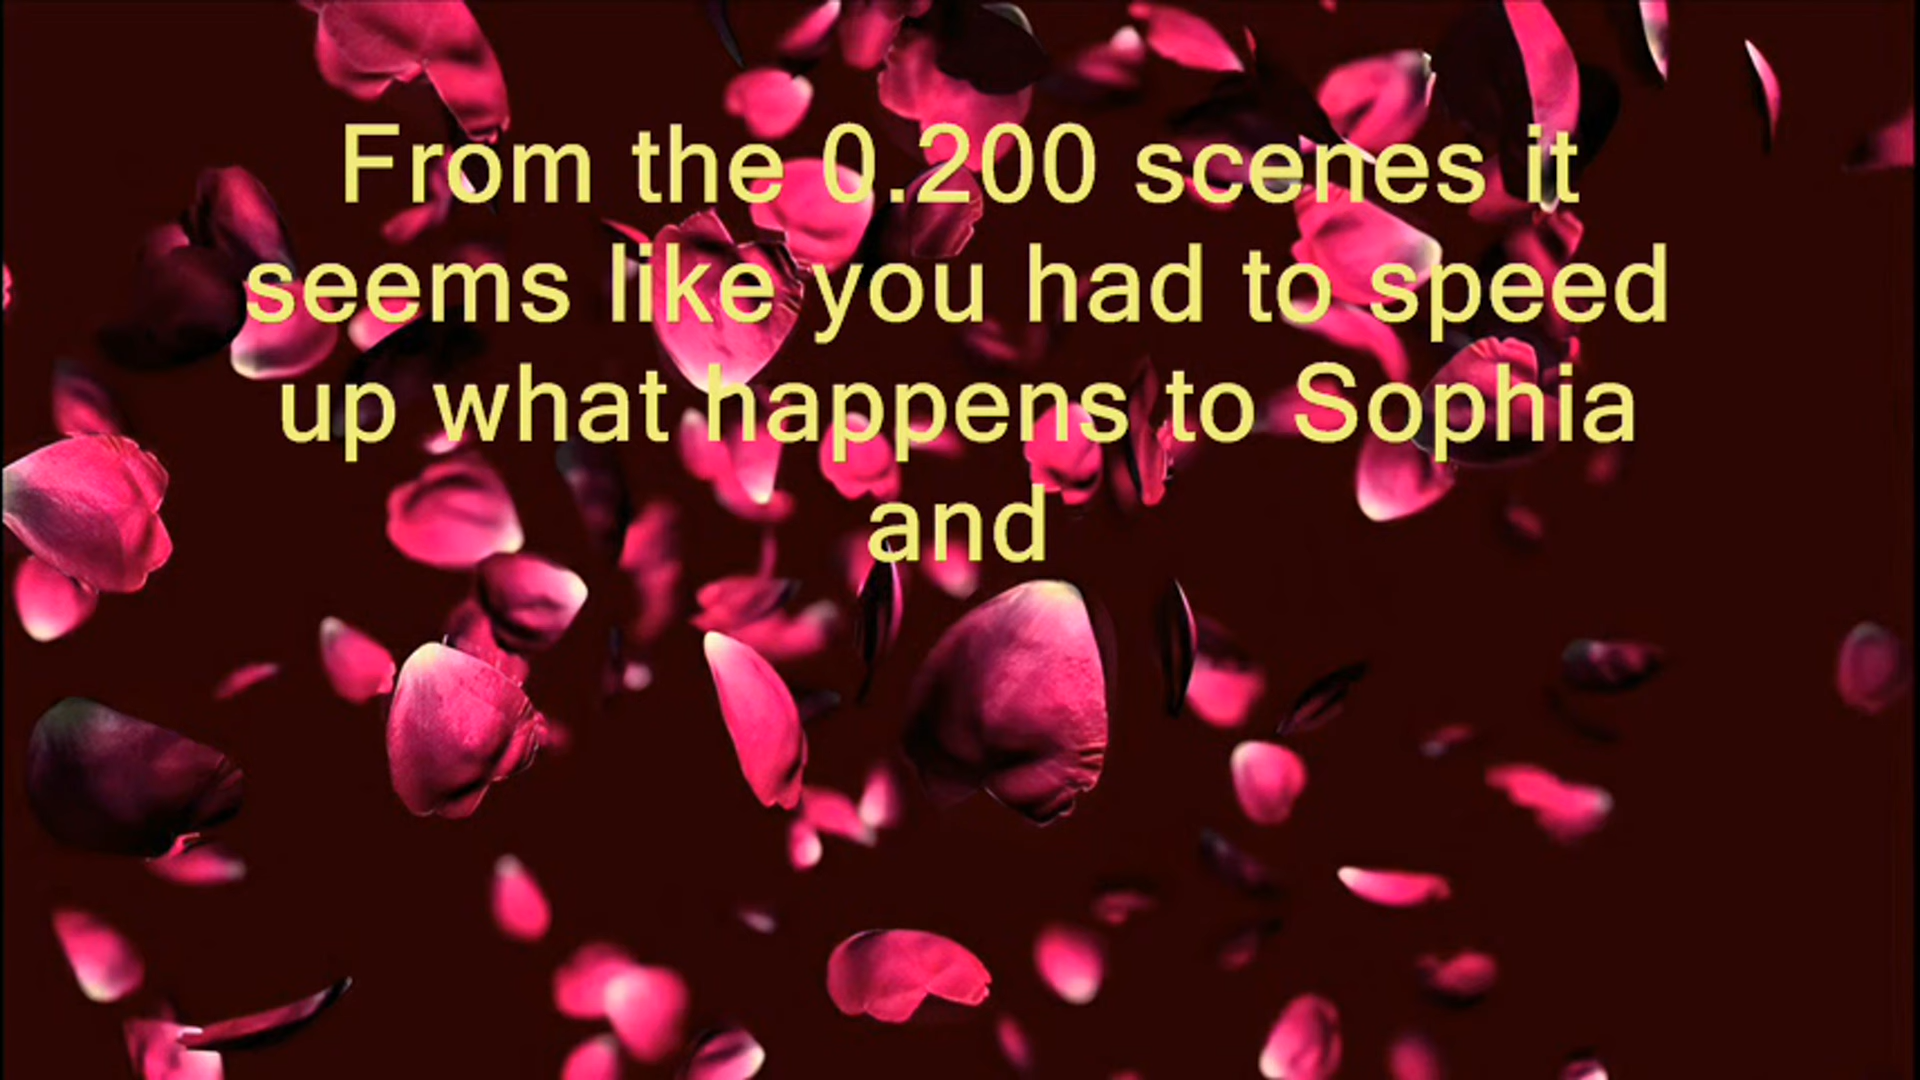 From the 0.200 scenes it
seems like you had to speed
up what happens to Sophia
and